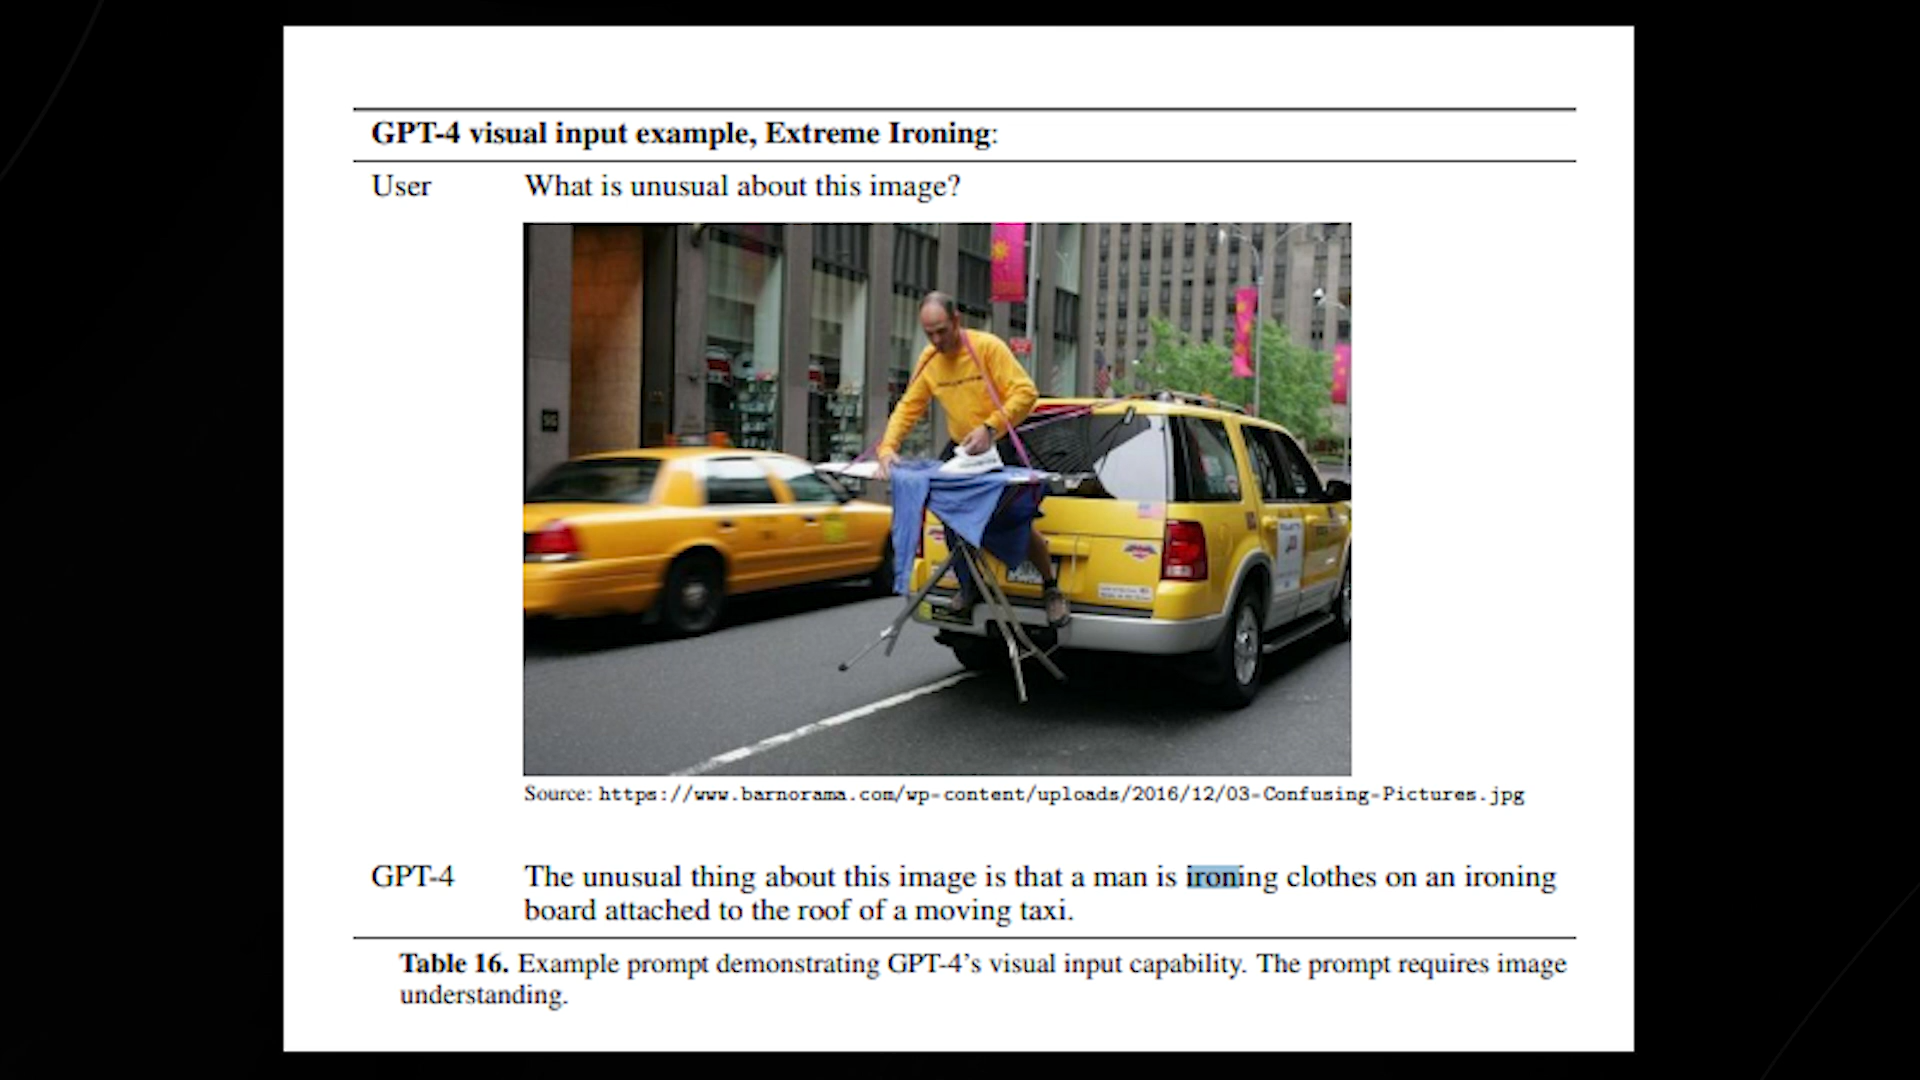 GPT-4 visual input example, Extreme Ironing:
User What is unusual about this image?
Source: https://www.barnorama.com/wp-content/uploads/2016/12/03-Confusing-Pictures.jpg
GPT-4 The unusual thing about this image is that a man is ironing clothes on an ironing
board attached to the roof of a moving taxi.
Table 16. Example prompt demonstrating GPT-4's visual input capability. The prompt requires image
understanding.